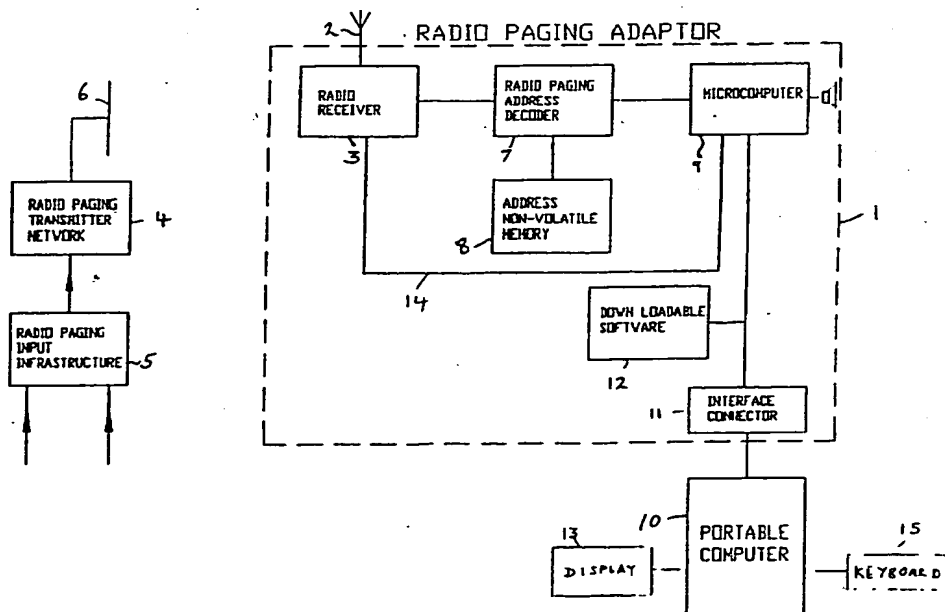 RADIO PAGING ADAPTOR
2
6
RADIO
RECEIVER
3
RADIO PAGING
ADDRESS
DECODER
7
MICROCOMPUTER
9
ADDRESS
NON-VOLATILE
MEMORY
8
1
RADIO PAGING
TRANSMITTER
NETWORK
4
14
RADIO PAGING
INPUT
INFRASTRUCTURE
5
DOWN LOADABLE
SOFTWARE
12
INTERFACE
CONNECTOR
11
PORTABLE
COMPUTER
10
13
DISPLAY
15
KEYBOARD